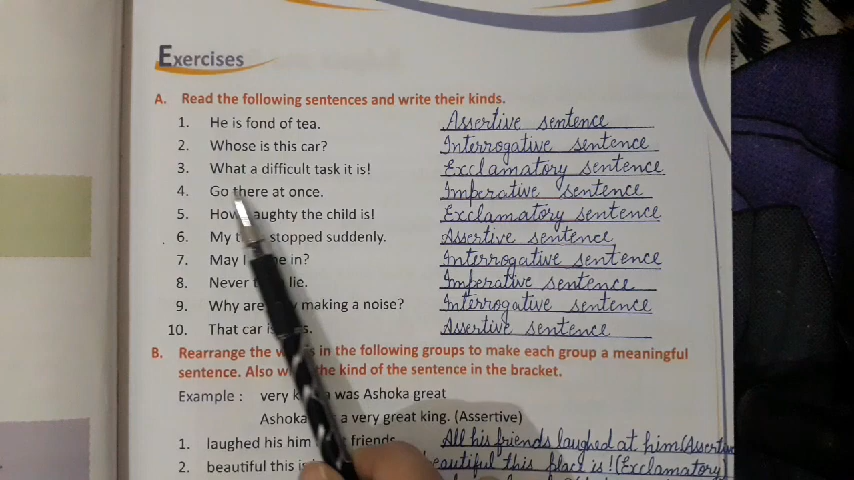 Exercises
A. Read the following sentences and write their kinds.
1. He is fond of tea. Assertive sentence
2. Whose is this car? Interrogative sentence
3. What a difficult task it is! Exclamatory sentence
4. Go there at once. Imperative sentence
5. How the child is! Exclamatory sentence
6. My stopped suddenly. Assertive sentence
7. May I in? Interrogative sentence
8. Never lie. Imperative sentence
9. Why are making a noise? Interrogative sentence
10. That car Assertive sentence
B. Rearrange the in the following groups to make each group a meaningful
sentence. Also the kind of the sentence in the bracket.
Example : very was Ashoka great
Ashoka a very great king. (Assertive)
1. laughed his him friends All his friends laughed at him (Assertive
2. beautiful this is beautiful this place is! (Exclamatory)